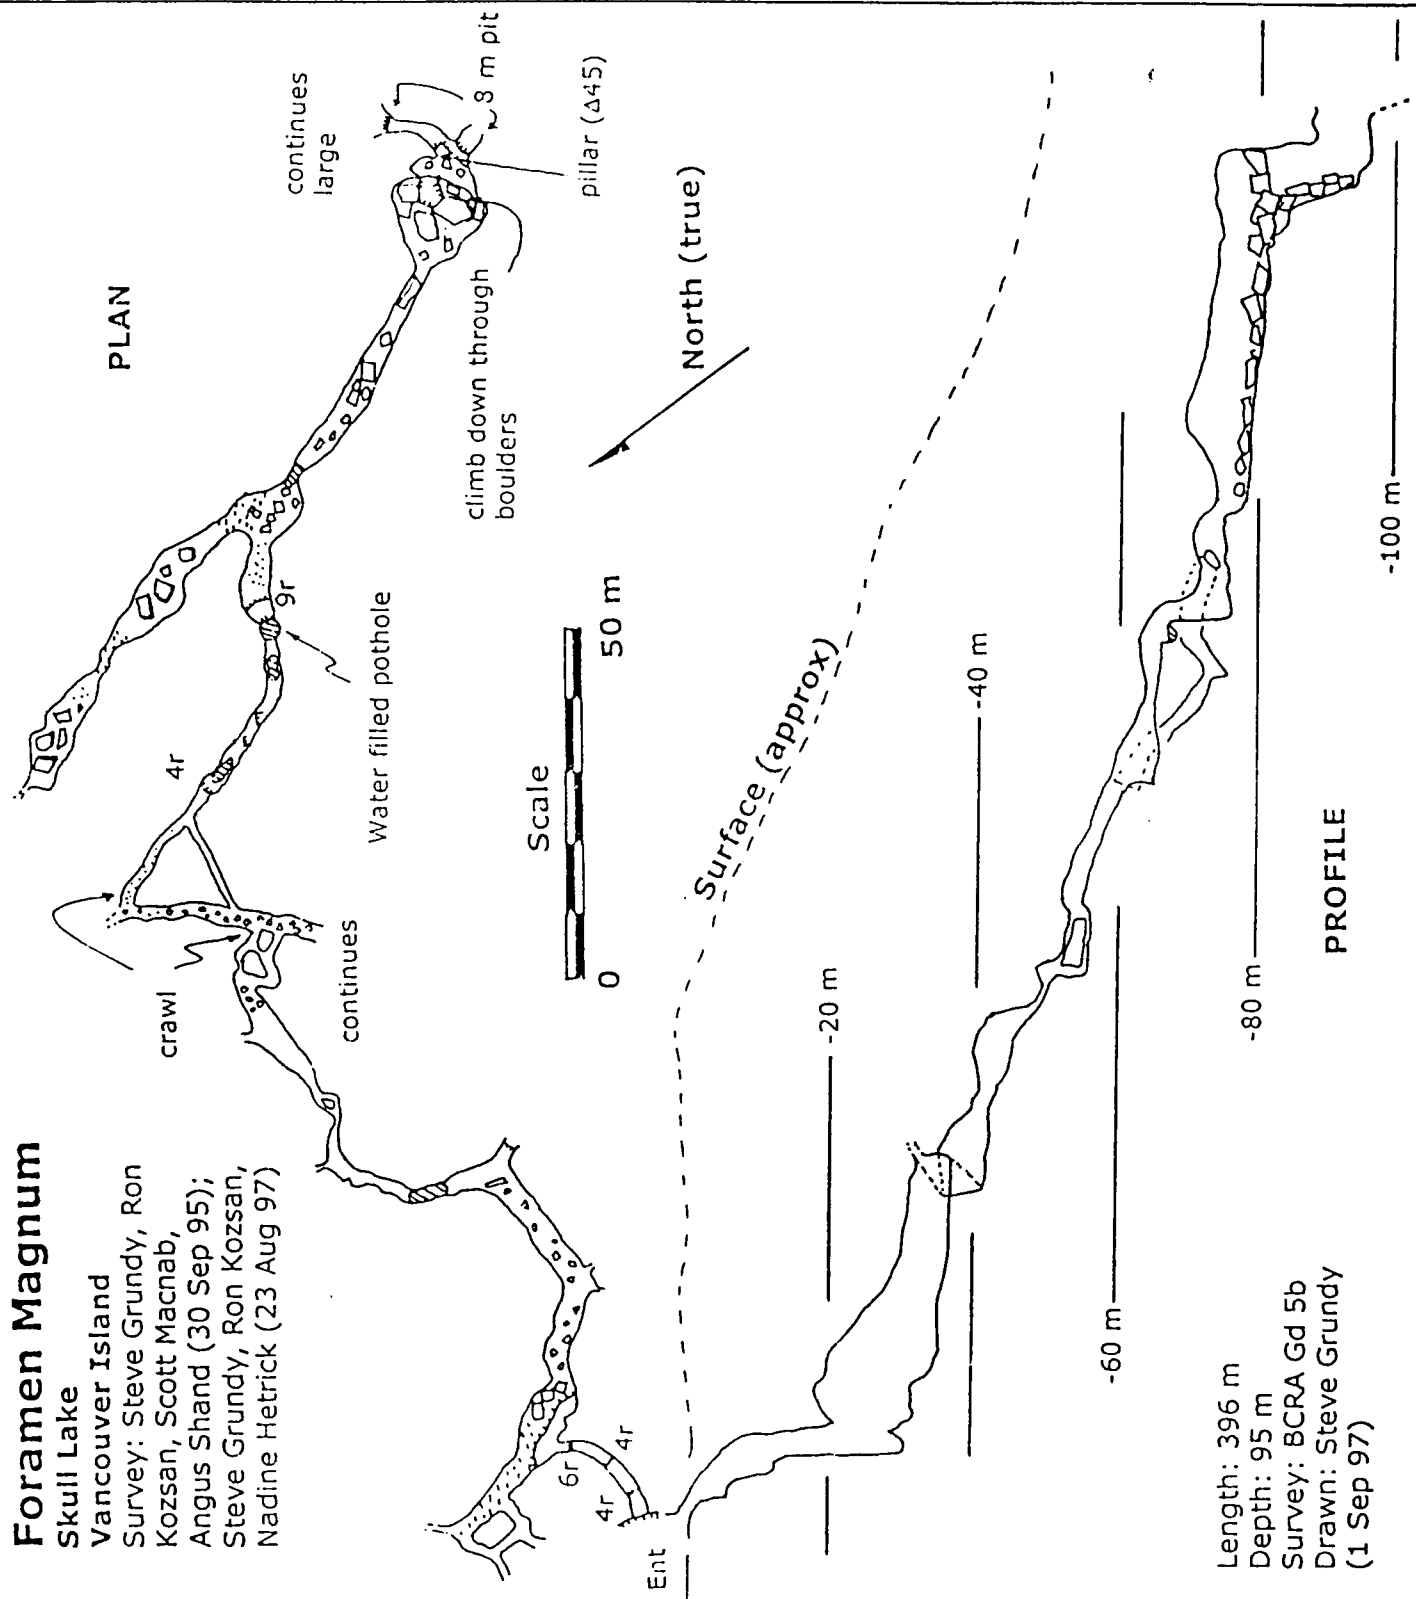 Foramen Magnum
Skull Lake
Vancouver Island
Survey: Steve Grundy, Ron
Kozsan, Scott Macnab,
Angus Shand (30 Sep 95);
Steve Grundy, Ron Kozsan,
Nadine Hetrick (23 Aug 97)
PLAN
continues
large
8 m pit
pillar (Δ45)
climb down through
boulders
9r
Water filled pothole
4r
crawl
continues
6r
4r
4r
Ent
North (true)
Scale
0
50 m
Surface (approx)
-20 m
-40 m
-60 m
-80 m
-100 m
PROFILE
Length: 396 m
Depth: 95 m
Survey: BCRA Gd 5b
Drawn: Steve Grundy
(1 Sep 97)